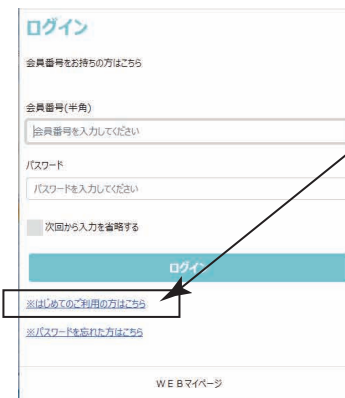 ログイン
会員番号をお持ちの方はこちら
会員番号(半角)
会員番号を入力してください
パスワード
パスワードを入力してください
次回から入力を省略する
ログイン
※はじめてのご利用の方はこちら
※パスワードを忘れた方はこちら
ＷＥＢマイページ